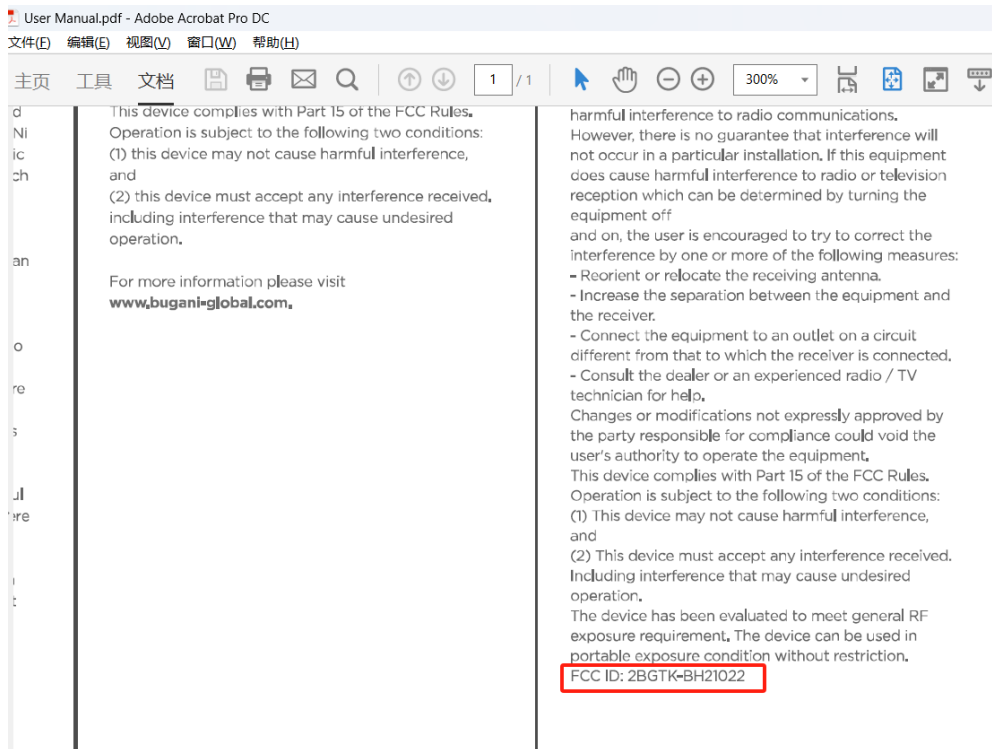 User Manual.pdf - Adobe Acrobat Pro DC
文件(F) 编辑(E) 视图(V) 窗口(W) 帮助(H)
主页 工具 文档 1 / 1 300%
d
Ni
ic
ch
an
o
re
s
ul
ere
t
This device complies with Part 15 of the FCC Rules.
Operation is subject to the following two conditions:
(1) this device may not cause harmful interference,
and
(2) this device must accept any interference received,
including interference that may cause undesired
operation.
For more information please visit
www.bugani-global.com.
harmful interference to radio communications.
However, there is no guarantee that interference will
not occur in a particular installation. If this equipment
does cause harmful interference to radio or television
reception which can be determined by turning the
equipment off
and on, the user is encouraged to try to correct the
interference by one or more of the following measures:
- Reorient or relocate the receiving antenna.
- Increase the separation between the equipment and
the receiver.
- Connect the equipment to an outlet on a circuit
different from that to which the receiver is connected.
- Consult the dealer or an experienced radio / TV
technician for help.
Changes or modifications not expressly approved by
the party responsible for compliance could void the
user's authority to operate the equipment.
This device complies with Part 15 of the FCC Rules.
Operation is subject to the following two conditions:
(1) This device may not cause harmful interference,
and
(2) This device must accept any interference received.
Including interference that may cause undesired
operation.
The device has been evaluated to meet general RF
exposure requirement. The device can be used in
portable exposure condition without restriction.
FCC ID: 2BGTK-BH21022